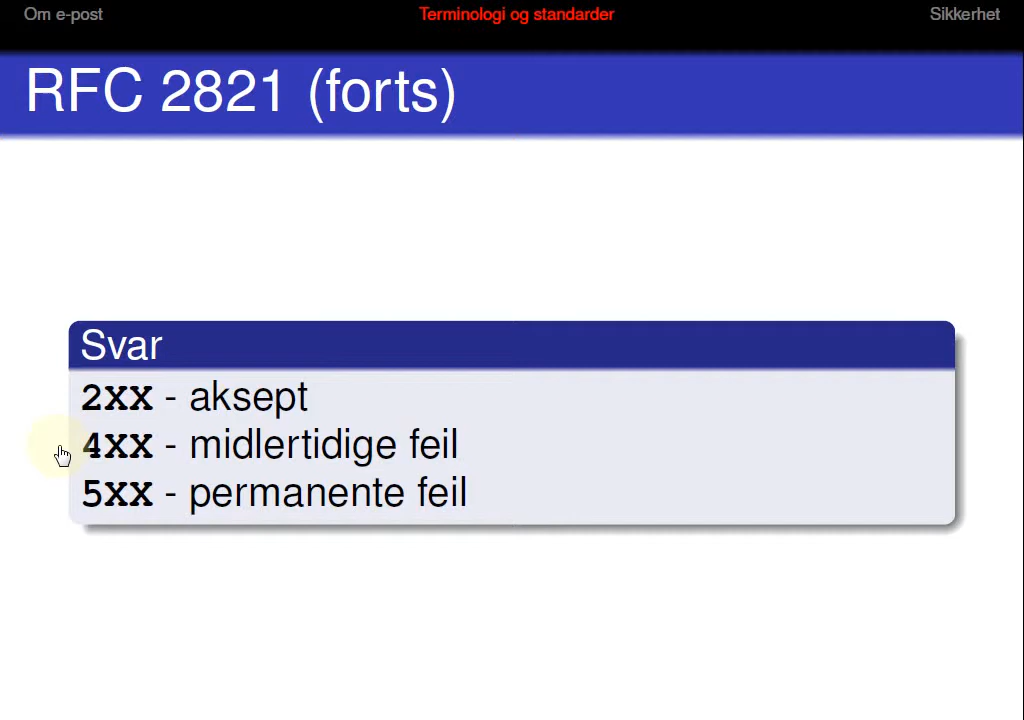 Om e-post
Terminologi og standarder
Sikkerhet
RFC 2821 (forts)
Svar
2XX - aksept
4XX - midlertidige feil
5XX - permanente feil